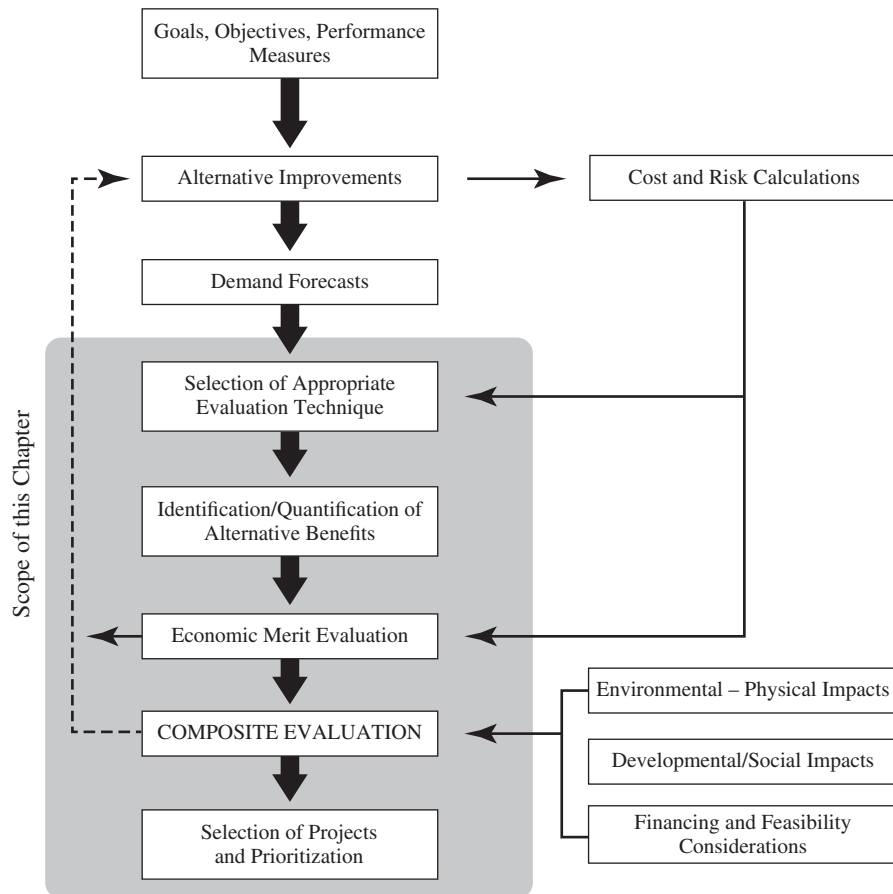 Goals, Objectives, Performance
Measures
Alternative Improvements
Cost and Risk Calculations
Demand Forecasts
Scope of this Chapter
Selection of Appropriate
Evaluation Technique
Identification/Quantification of
Alternative Benefits
Economic Merit Evaluation
Environmental – Physical Impacts
COMPOSITE EVALUATION
Developmental/Social Impacts
Selection of Projects
and Prioritization
Financing and Feasibility
Considerations